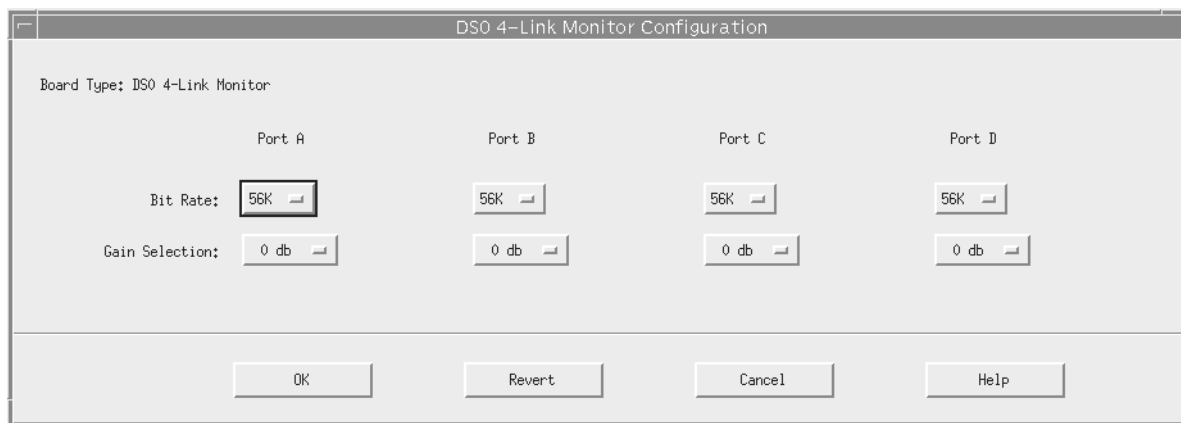 DS0 4-Link Monitor Configuration
Board Type: DS0 4-Link Monitor
Port A Port B Port C Port D
Bit Rate: 56K 56K 56K 56K
Gain Selection: 0 db 0 db 0 db 0 db
OK Revert Cancel Help